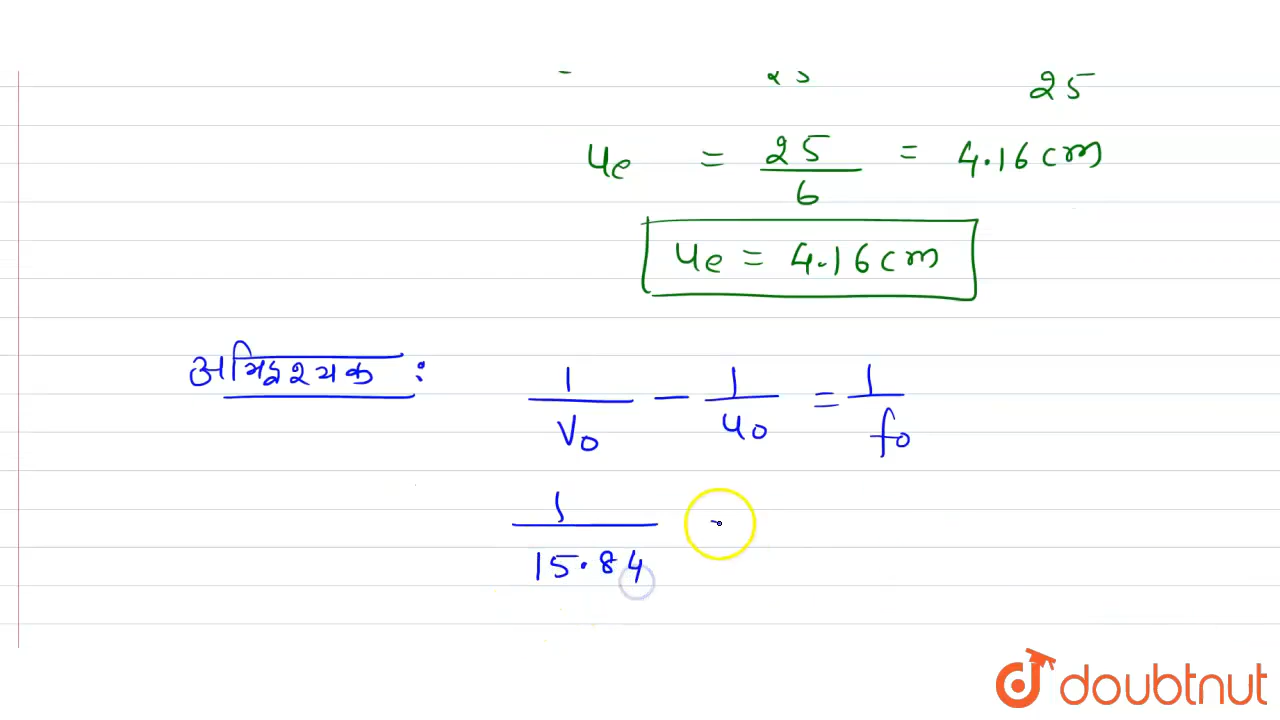 25
ue = 25/6 = 4.16 cm
ue = 4.16 cm
अभिदृश्यक : 1/v₀ - 1/u₀ = 1/f₀
1/15.84 -
doubtnut